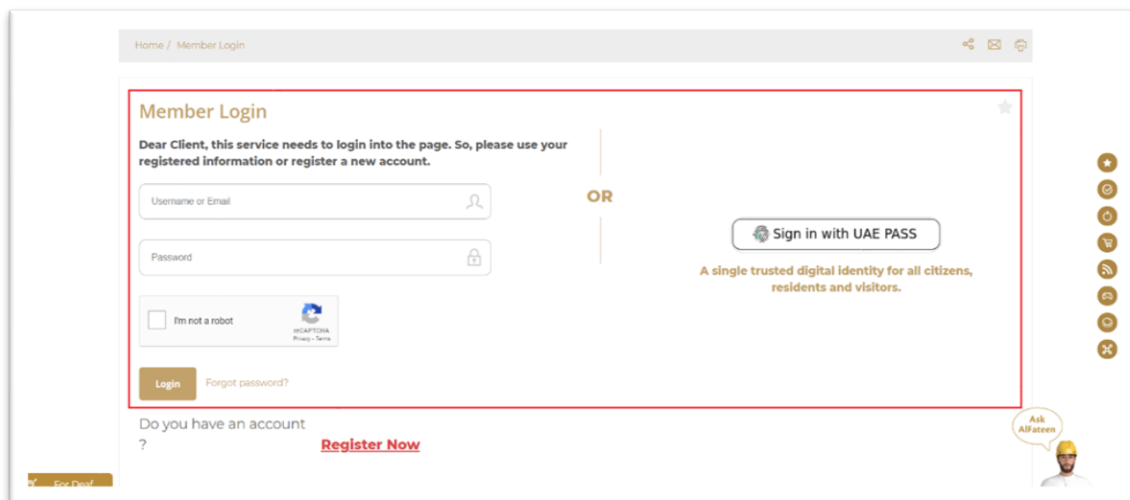 Home / Member Login
Member Login
Dear Client, this service needs to login into the page. So, please use your
registered information or register a new account.
Username or Email
Password
I'm not a robot
reCAPTCHA
Privacy - Terms
Login
Forgot password?
OR
Sign in with UAE PASS
A single trusted digital identity for all citizens,
residents and visitors.
Do you have an account
?
Register Now
Ask
AlFateen
For Deaf